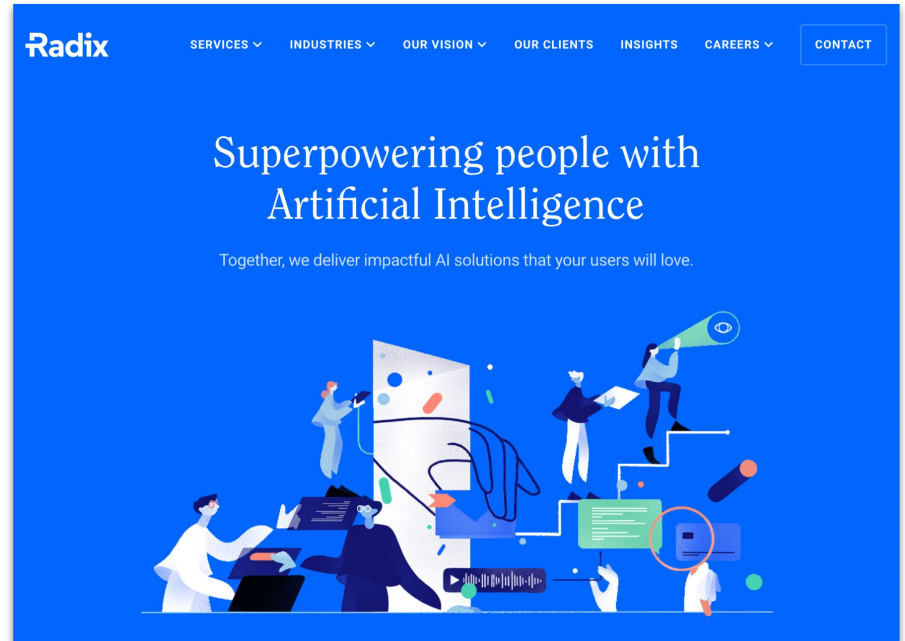 Radix
SERVICES INDUSTRIES OUR VISION OUR CLIENTS INSIGHTS CAREERS CONTACT
Superpowering people with
Artificial Intelligence
Together, we deliver impactful AI solutions that your users will love.